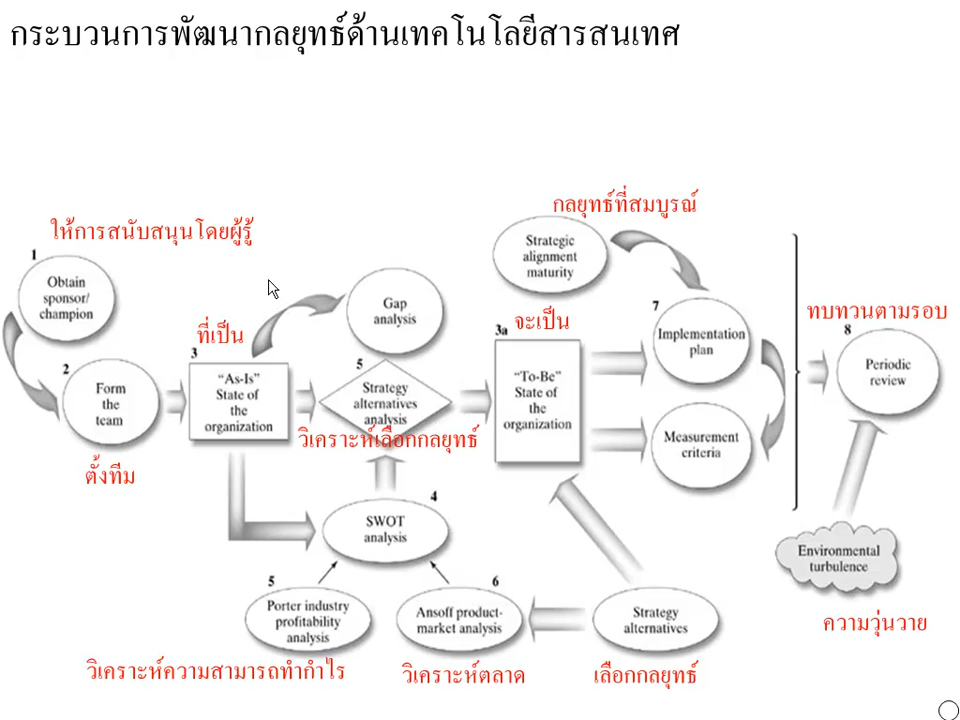 กระบวนการพัฒนากลยุทธ์ด้านเทคโนโลยีสารสนเทศ
ให้การสนับสนุนโดยผู้รู้
1
Obtain
sponsor/
champion
2
Form
the
team
ตั้งทีม
ที่เป็น
3
"As-Is"
State of
the
organization
Gap
analysis
5
Strategy
alternatives
analysis
วิเคราะห์เลือกกลยุทธ์
4
SWOT
analysis
5
Porter industry
profitability
analysis
วิเคราะห์ความสามารถทำกำไร
6
Ansoff product-
market analysis
วิเคราะห์ตลาด
Strategy
alternatives
เลือกกลยุทธ์
จะเป็น
3a
"To-Be"
State of
the
organization
กลยุทธ์ที่สมบูรณ์
Strategic
alignment
maturity
7
Implementation
plan
Measurement
criteria
ทบทวนตามรอบ
8
Periodic
review
Environmental
turbulence
ความวุ่นวาย